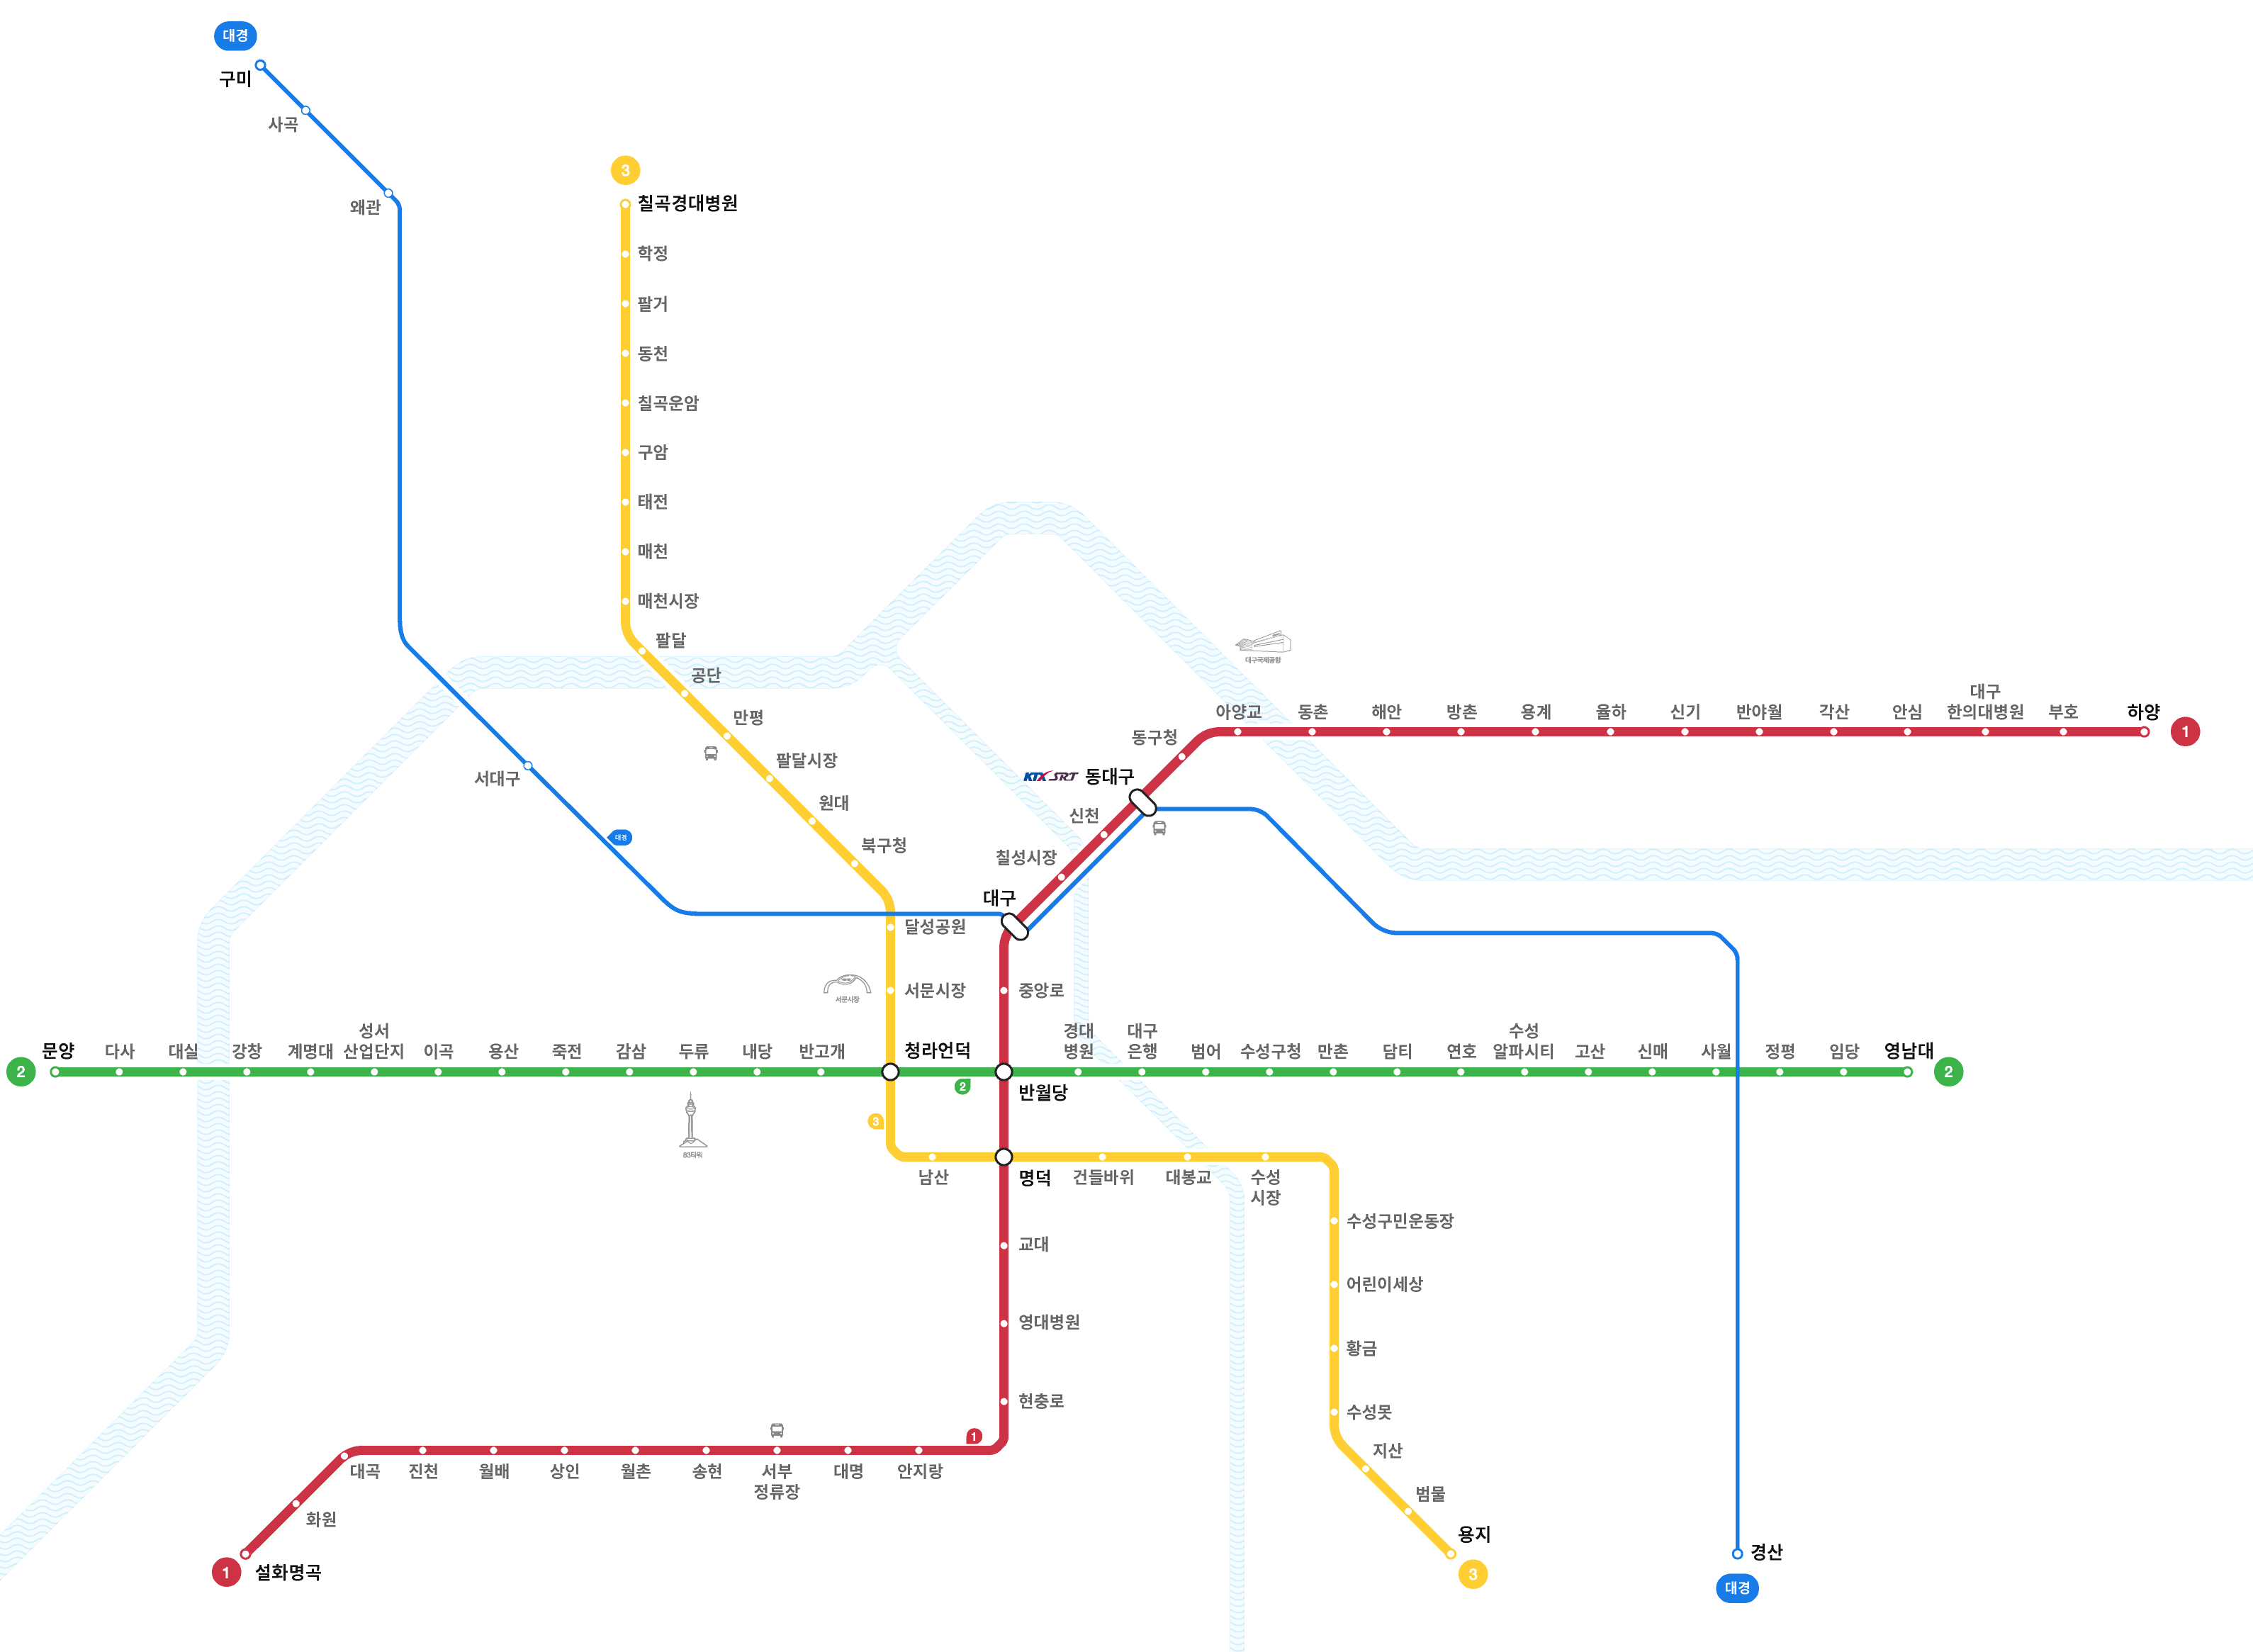 대경
구미
사곡
왜관
3
칠곡경대병원
학정
팔거
동천
칠곡운암
구암
태전
매천
매천시장
팔달
공단
만평
팔달시장
원대
북구청
달성공원
서문시장
서문시장
청라언덕
서대구
대경
대구국제공항
아양교
동촌
해안
방촌
용계
율하
신기
반야월
각산
안심
대구
한의대병원
부호
하양
1
동구청
KTX SRT 동대구
신천
칠성시장
대구
중앙로
2
문양
다사
대실
강창
계명대
성서
산업단지
이곡
용산
죽전
감삼
두류
내당
반고개
2
반월당
경대
병원
대구
은행
범어
수성구청
만촌
담티
연호
수성
알파시티
고산
신매
사월
정평
임당
영남대
2
83타워
3
남산
명덕
건들바위
대봉교
수성
시장
수성구민운동장
어린이세상
황금
수성못
지산
범물
용지
3
교대
영대병원
현충로
1
안지랑
대명
서부
정류장
송현
월촌
상인
월배
진천
대곡
화원
설화명곡
1
경산
대경